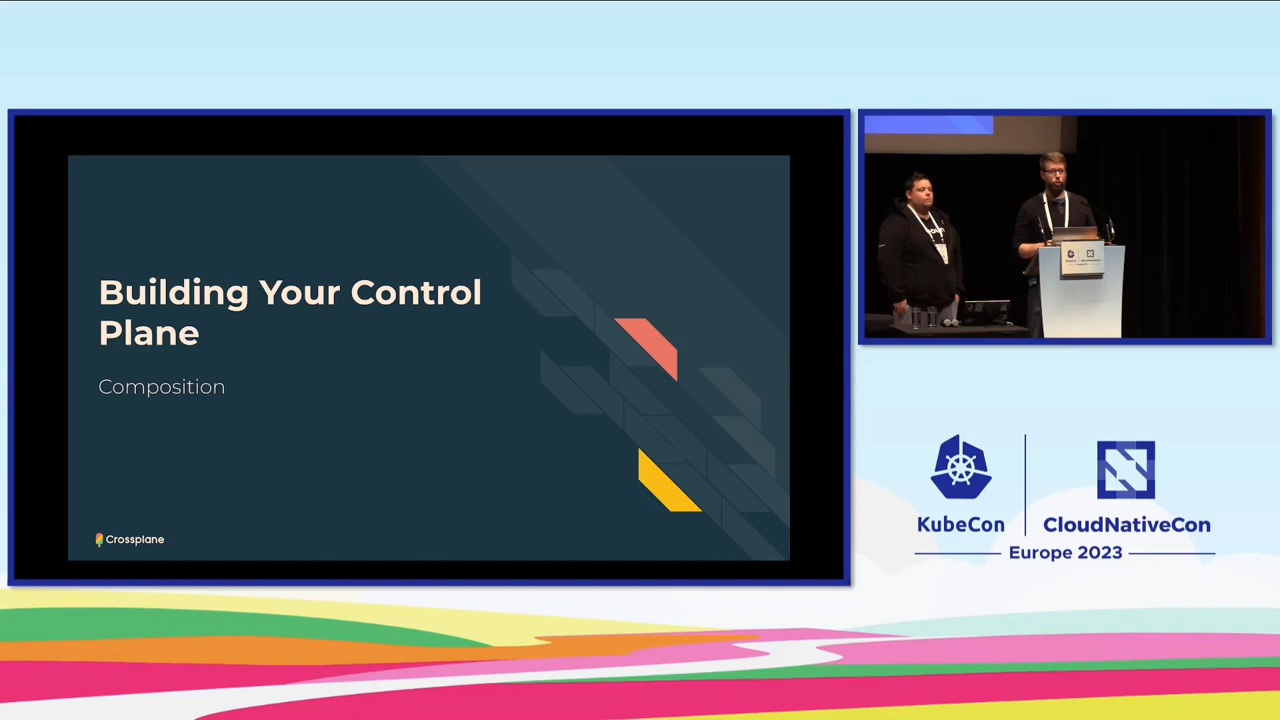 Building Your Control
Plane
Composition
Crossplane
KubeCon
CloudNativeCon
Europe 2023